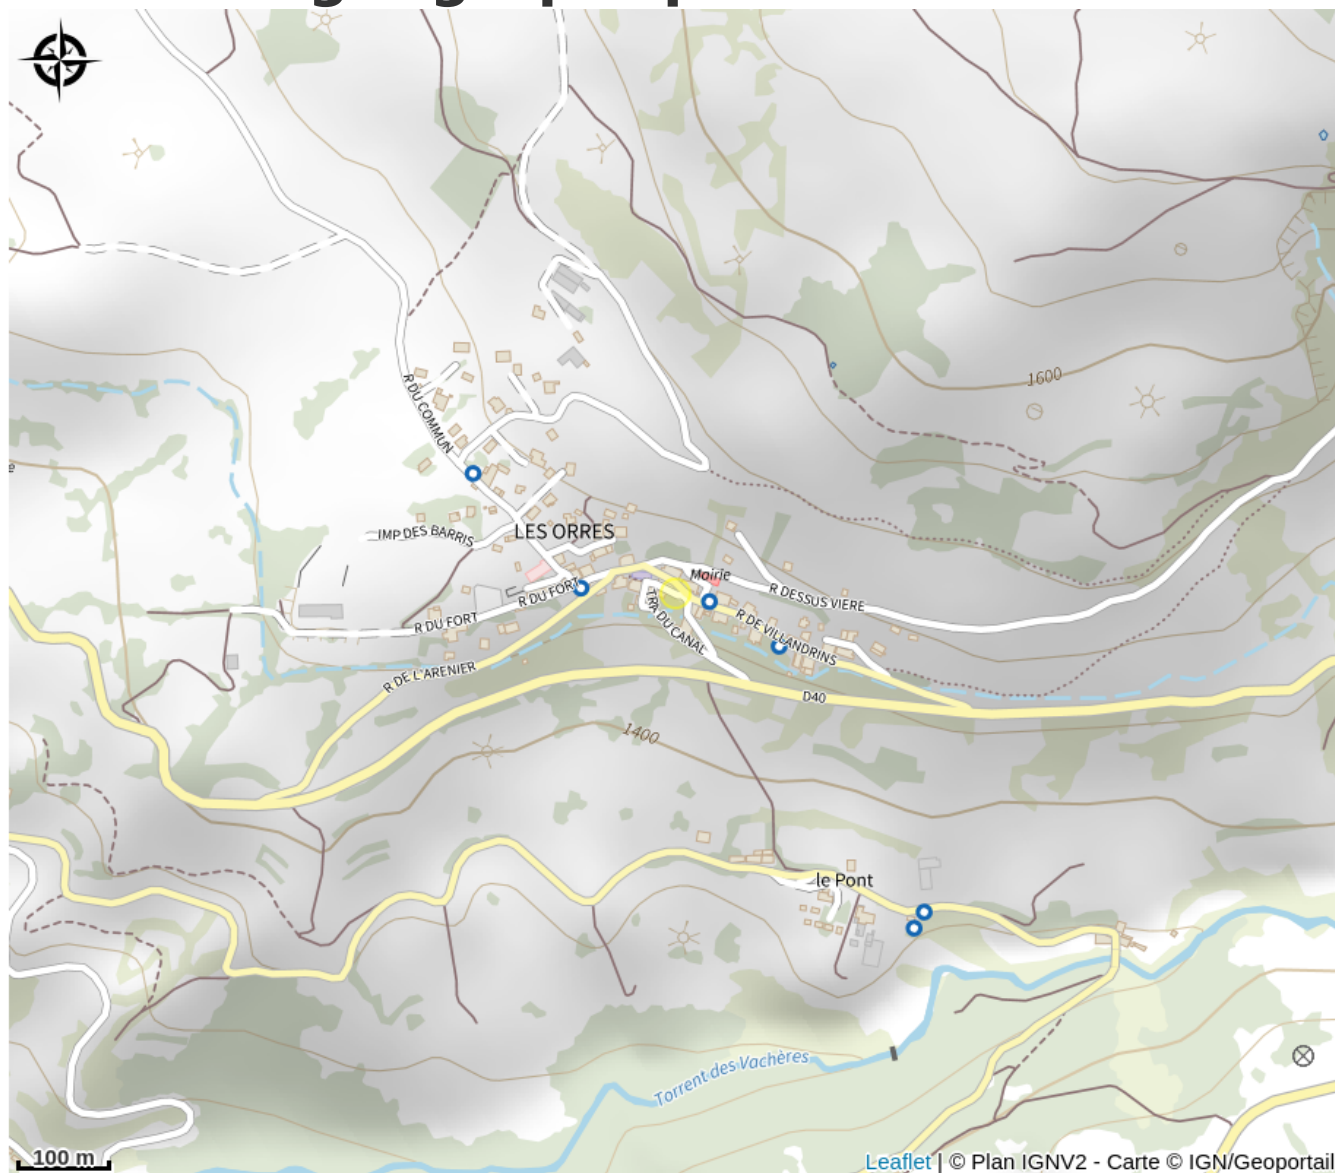 1600
R DU COMMUN
IMP DES BARRIS
LES ORRES
Mairie
R DU FORT
R DU FORT
R DESSUS VIERE
TRA DU CANAL
R DE VILLANDRINS
R DE L'ARENIER
D40
1400
le Pont
Torrent des Vachères
100 m
Leaflet | © Plan IGNV2 - Carte © IGN/Geoportail